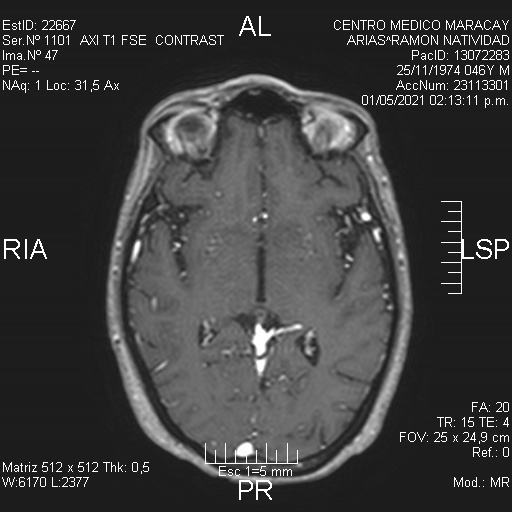 EstID: 22667
Ser.Nº 1101  AXI T1 FSE  CONTRAST
Ima.Nº 47
PE= --
NAq: 1 Loc: 31,5 Ax
AL
CENTRO MEDICO MARACAY
ARIAS^RAMON NATIVIDAD
PacID: 13072283
25/11/1974 046Y M
AccNum: 23113301
01/05/2021 02:13:11 p.m.
RIA
LSP
FA: 20
TR: 15 TE: 4
FOV: 25 x 24,9 cm
Ref.: 0
Mod.: MR
Matriz 512 x 512 Thk: 0,5
W:6170 L:2377
Esc 1=5 mm
PR